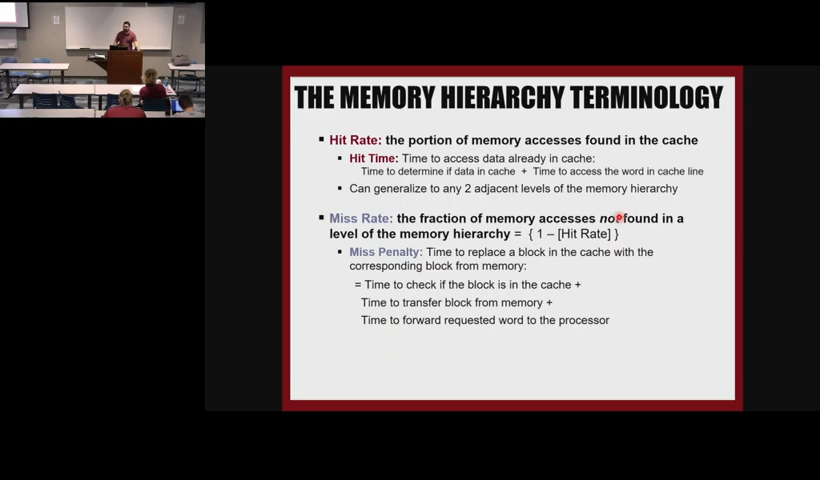 THE MEMORY HIERARCHY TERMINOLOGY
▪ Hit Rate: the portion of memory accesses found in the cache
▪ Hit Time: Time to access data already in cache:
Time to determine if data in cache + Time to access the word in cache line
▪ Can generalize to any 2 adjacent levels of the memory hierarchy
▪ Miss Rate: the fraction of memory accesses not found in a
level of the memory hierarchy = { 1 – [Hit Rate] }
▪ Miss Penalty: Time to replace a block in the cache with the
corresponding block from memory:
= Time to check if the block is in the cache +
Time to transfer block from memory +
Time to forward requested word to the processor